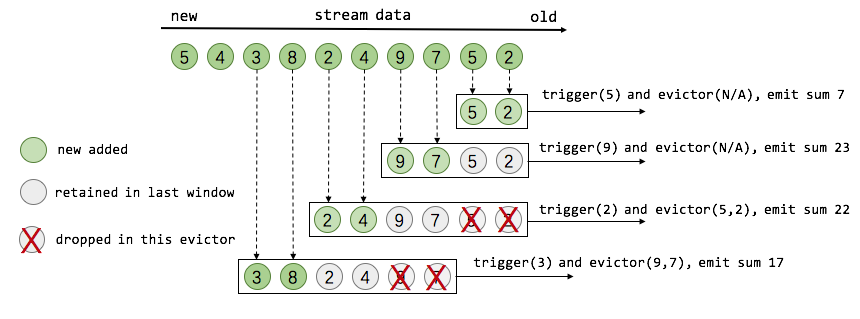 new stream data old
5 4 3 8 2 4 9 7 5 2
trigger(5) and evictor(N/A), emit sum 7
5 2
trigger(9) and evictor(N/A), emit sum 23
new added
9 7 5 2
retained in last window
trigger(2) and evictor(5,2), emit sum 22
2 4 9 7 5 2
dropped in this evictor
trigger(3) and evictor(9,7), emit sum 17
3 8 2 4 9 7